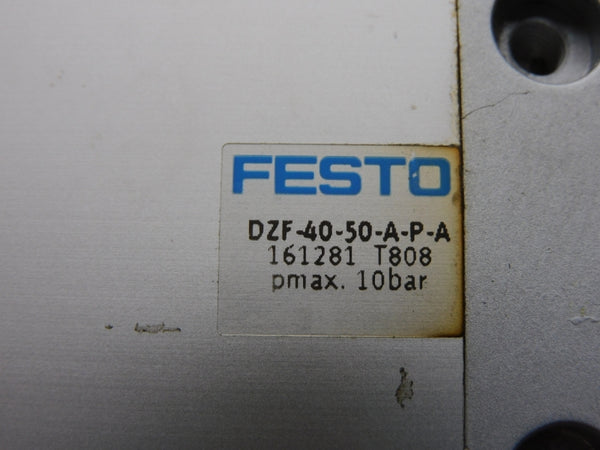 FESTO
DZF-40-50-A-P-A
161281 T808
pmax. 10bar